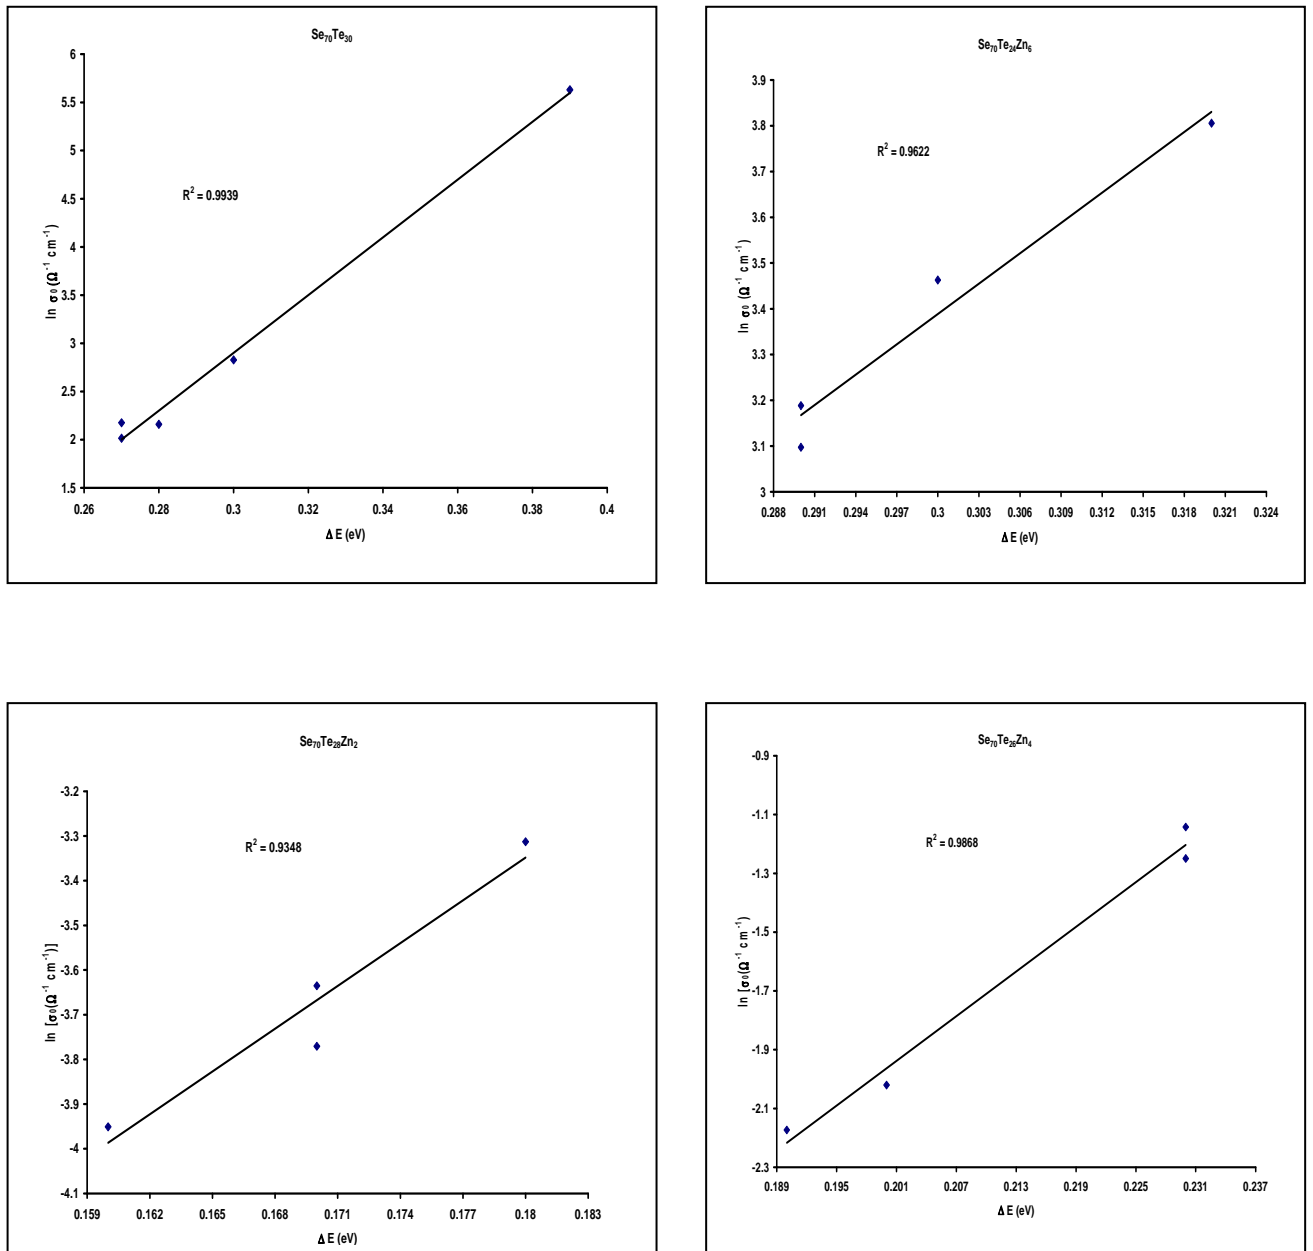 Se₇₀Te₃₀
6
5.5
5
4.5
4
3.5
3
2.5
2
1.5
R² = 0.9939
ln σ₀ (Ω⁻¹ cm⁻¹)
0.26 0.28 0.3 0.32 0.34 0.36 0.38 0.4
Δ E (eV)
Se₇₀Te₂₄Zn₆
3.9
3.8
3.7
3.6
3.5
3.4
3.3
3.2
3.1
3
R² = 0.9622
ln σ₀ (Ω⁻¹ cm⁻¹)
0.288 0.291 0.294 0.297 0.3 0.303 0.306 0.309 0.312 0.315 0.318 0.321 0.324
Δ E (eV)
Se₇₀Te₂₈Zn₂
-3.2
-3.3
-3.4
-3.5
-3.6
-3.7
-3.8
-3.9
-4
-4.1
R² = 0.9348
ln [σ₀(Ω⁻¹ cm⁻¹)]
0.159 0.162 0.165 0.168 0.171 0.174 0.177 0.18 0.183
Δ E (eV)
Se₇₀Te₂₆Zn₄
-0.9
-1.1
-1.3
-1.5
-1.7
-1.9
-2.1
-2.3
R² = 0.9868
ln [σ₀(Ω⁻¹ cm⁻¹)
0.189 0.195 0.201 0.207 0.213 0.219 0.225 0.231 0.237
Δ E (eV)